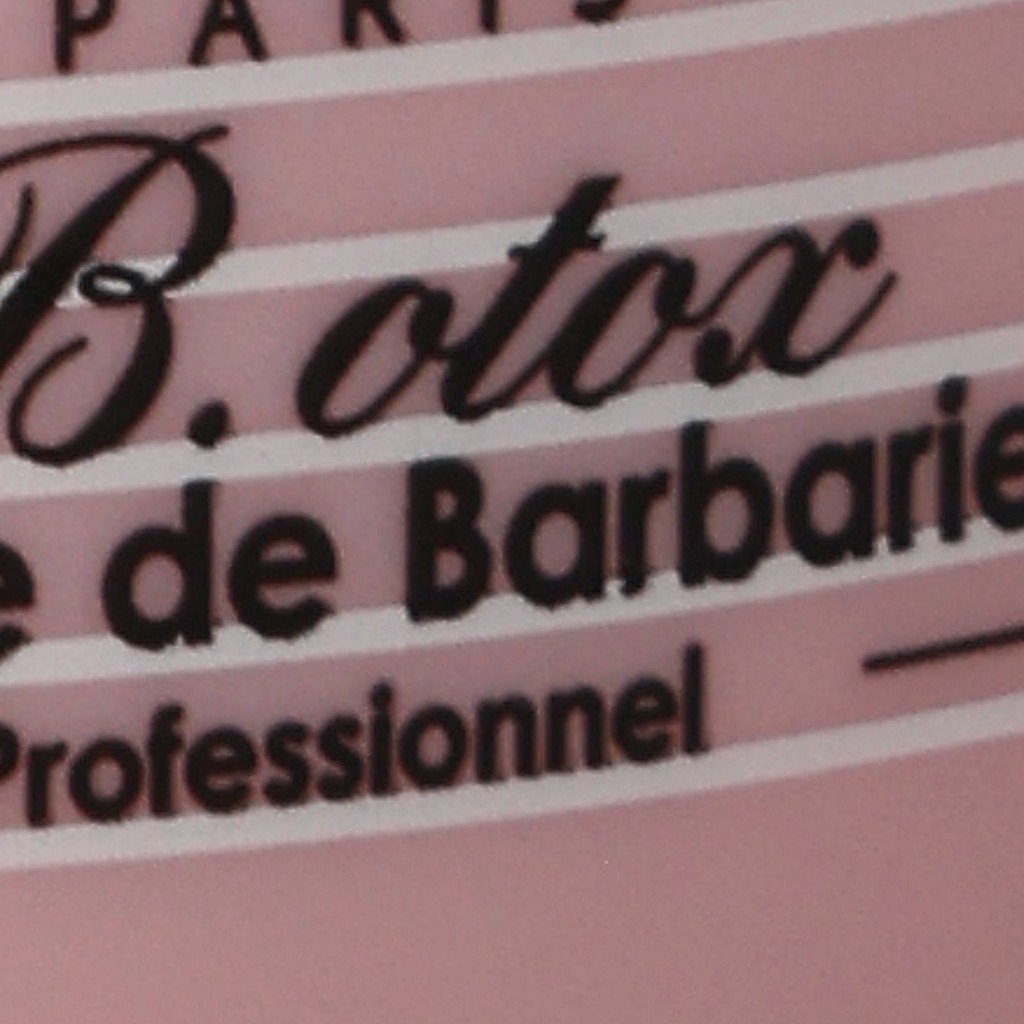 PARIS
B.otox
e de Barbarie
Professionnel